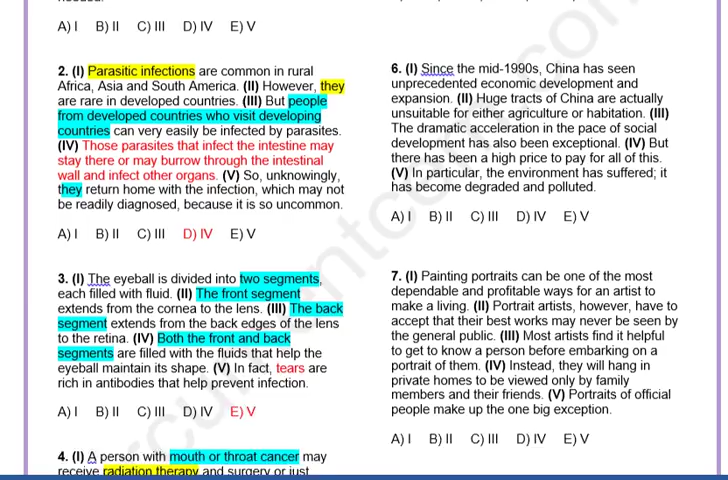 A) I B) II C) III D) IV E) V
2. (I) Parasitic infections are common in rural
Africa, Asia and South America. (II) However, they
are rare in developed countries. (III) But people
from developed countries who visit developing
countries can very easily be infected by parasites.
(IV) Those parasites that infect the intestine may
stay there or may burrow through the intestinal
wall and infect other organs. (V) So, unknowingly,
they return home with the infection, which may not
be readily diagnosed, because it is so uncommon.
A) I B) II C) III D) IV E) V
3. (I) The eyeball is divided into two segments,
each filled with fluid. (II) The front segment
extends from the cornea to the lens. (III) The back
segment extends from the back edges of the lens
to the retina. (IV) Both the front and back
segments are filled with the fluids that help the
eyeball maintain its shape. (V) In fact, tears are
rich in antibodies that help prevent infection.
A) I B) II C) III D) IV E) V
4. (I) A person with mouth or throat cancer may
receive radiation therapy and surgery or just
6. (I) Since the mid-1990s, China has seen
unprecedented economic development and
expansion. (II) Huge tracts of China are actually
unsuitable for either agriculture or habitation. (III)
The dramatic acceleration in the pace of social
development has also been exceptional. (IV) But
there has been a high price to pay for all of this.
(V) In particular, the environment has suffered; it
has become degraded and polluted.
A) I B) II C) III D) IV E) V
7. (I) Painting portraits can be one of the most
dependable and profitable ways for an artist to
make a living. (II) Portrait artists, however, have to
accept that their best works may never be seen by
the general public. (III) Most artists find it helpful
to get to know a person before embarking on a
portrait of them. (IV) Instead, they will hang in
private homes to be viewed only by family
members and their friends. (V) Portraits of official
people make up the one big exception.
A) I B) II C) III D) IV E) V